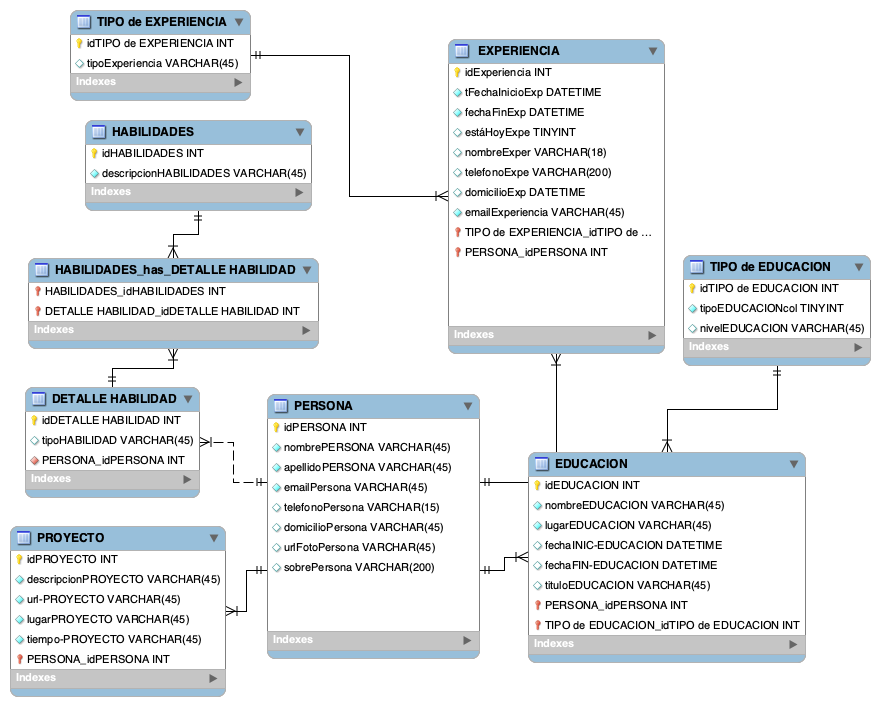 TIPO de EXPERIENCIA
idTIPO de EXPERIENCIA INT
tipoExperiencia VARCHAR(45)
Indexes
HABILIDADES
idHABILIDADES INT
descripcionHABILIDADES VARCHAR(45)
Indexes
HABILIDADES_has_DETALLE HABILIDAD
HABILIDADES_idHABILIDADES INT
DETALLE HABILIDAD_idDETALLE HABILIDAD INT
Indexes
DETALLE HABILIDAD
idDETALLE HABILIDAD INT
tipoHABILIDAD VARCHAR(45)
PERSONA_idPERSONA INT
Indexes
PROYECTO
idPROYECTO INT
descripcionPROYECTO VARCHAR(45)
url-PROYECTO VARCHAR(45)
lugarPROYECTO VARCHAR(45)
tiempo-PROYECTO VARCHAR(45)
PERSONA_idPERSONA INT
Indexes
PERSONA
idPERSONA INT
nombrePERSONA VARCHAR(45)
apellidoPERSONA VARCHAR(45)
emailPersona VARCHAR(45)
telefonoPersona VARCHAR(15)
domicilioPersona VARCHAR(45)
urlFotoPersona VARCHAR(45)
sobrePersona VARCHAR(200)
Indexes
EXPERIENCIA
idExperiencia INT
tFechaInicioExp DATETIME
fechaFinExp DATETIME
estáHoyExpe TINYINT
nombreExper VARCHAR(18)
telefonoExpe VARCHAR(200)
domicilioExp DATETIME
emailExperiencia VARCHAR(45)
TIPO de EXPERIENCIA_idTIPO de ...
PERSONA_idPERSONA INT
Indexes
TIPO de EDUCACION
idTIPO de EDUCACION INT
tipoEDUCACIONcol TINYINT
nivelEDUCACION VARCHAR(45)
Indexes
EDUCACION
idEDUCACION INT
nombreEDUCACION VARCHAR(45)
lugarEDUCACION VARCHAR(45)
fechaINIC-EDUCACION DATETIME
fechaFIN-EDUCACION DATETIME
tituloEDUCACION VARCHAR(45)
PERSONA_idPERSONA INT
TIPO de EDUCACION_idTIPO de EDUCACION INT
Indexes